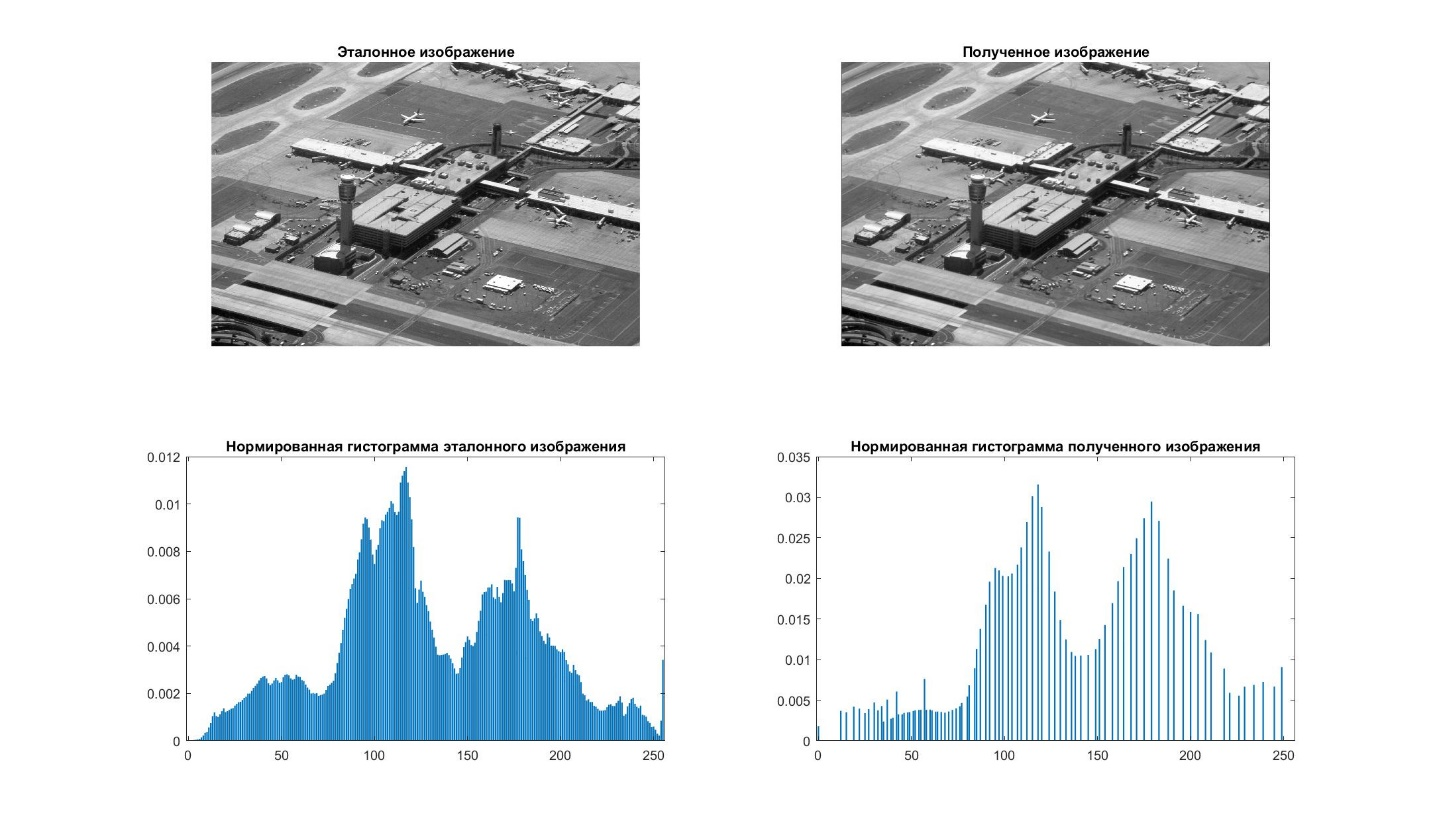 Эталонное изображение
Полученное изображение
Нормированная гистограмма эталонного изображения
0.012
0.01
0.008
0.006
0.004
0.002
0
0 50 100 150 200 250
Нормированная гистограмма полученного изображения
0.035
0.03
0.025
0.02
0.015
0.01
0.005
0
0 50 100 150 200 250